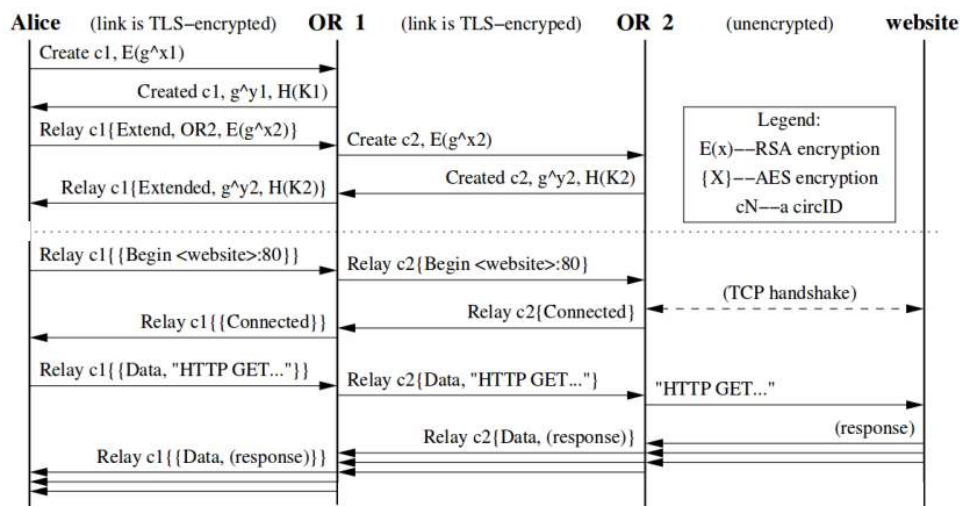 Alice (link is TLS−encrypted) OR 1 (link is TLS−encryped) OR 2 (unencrypted) website
Create c1, E(g^x1)
Created c1, g^y1, H(K1)
Relay c1{Extend, OR2, E(g^x2)}
Create c2, E(g^x2)
Created c2, g^y2, H(K2)
Relay c1{Extended, g^y2, H(K2)}
Legend:
E(x)−−RSA encryption
{X}−−AES encryption
cN−−a circID
Relay c1{{Begin <website>:80}}
Relay c2{Begin <website>:80}
(TCP handshake)
Relay c2{Connected}
Relay c1{{Connected}}
Relay c1{{Data, "HTTP GET..."}}
Relay c2{Data, "HTTP GET..."}
"HTTP GET..."
(response)
Relay c2{Data, (response)}
Relay c1{{Data, (response)}}